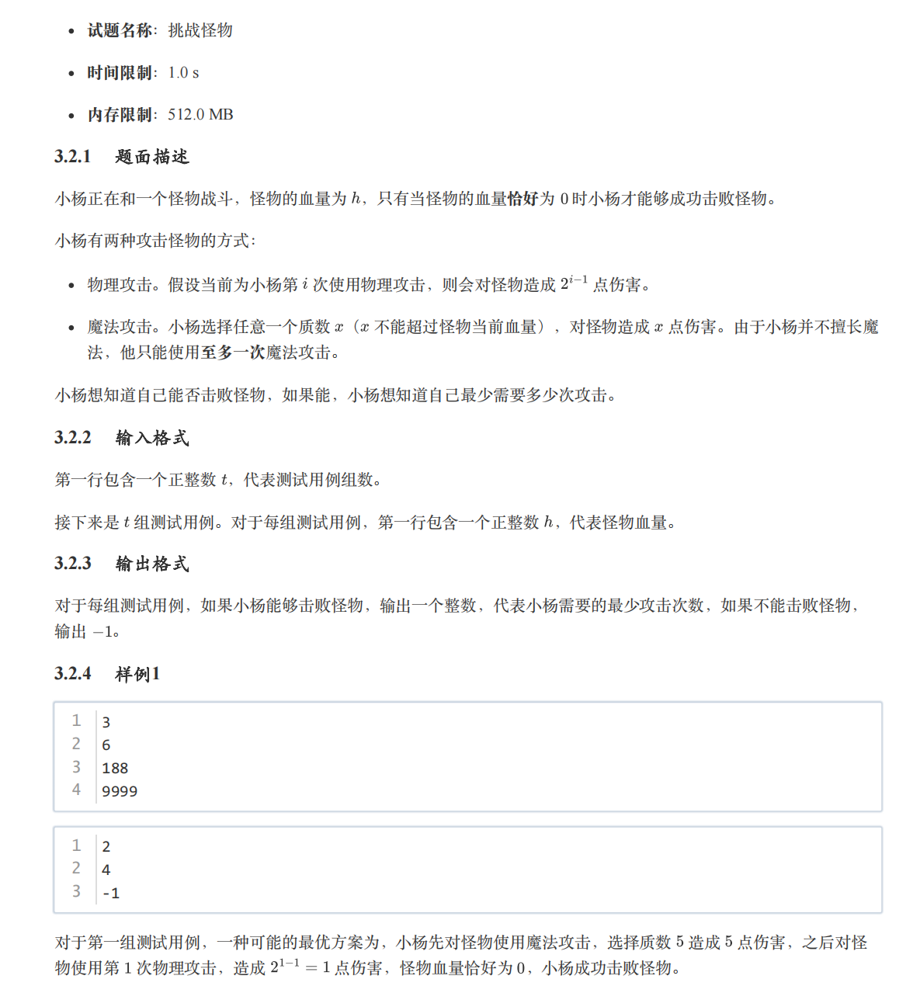 • 试题名称：挑战怪物
• 时间限制：1.0 s
• 内存限制：512.0 MB
3.2.1 题面描述
小杨正在和一个怪物战斗，怪物的血量为 h，只有当怪物的血量恰好为 0 时小杨才能够成功击败怪物。
小杨有两种攻击怪物的方式：
• 物理攻击。假设当前为小杨第 i 次使用物理攻击，则会对怪物造成 2^{i−1} 点伤害。
• 魔法攻击。小杨选择任意一个质数 x（x 不能超过怪物当前血量），对怪物造成 x 点伤害。由于小杨并不擅长魔
法，他只能使用至多一次魔法攻击。
小杨想知道自己能否击败怪物，如果能，小杨想知道自己最少需要多少次攻击。
3.2.2 输入格式
第一行包含一个正整数 t，代表测试用例组数。
接下来是 t 组测试用例。对于每组测试用例，第一行包含一个正整数 h，代表怪物血量。
3.2.3 输出格式
对于每组测试用例，如果小杨能够击败怪物，输出一个整数，代表小杨需要的最少攻击次数，如果不能击败怪物，
输出 −1。
3.2.4 样例1
1 3
2 6
3 188
4 9999
1 2
2 4
3 -1
对于第一组测试用例，一种可能的最优方案为，小杨先对怪物使用魔法攻击，选择质数 5 造成 5 点伤害，之后对怪
物使用第 1 次物理攻击，造成 2^{1−1} = 1 点伤害，怪物血量恰好为 0，小杨成功击败怪物。